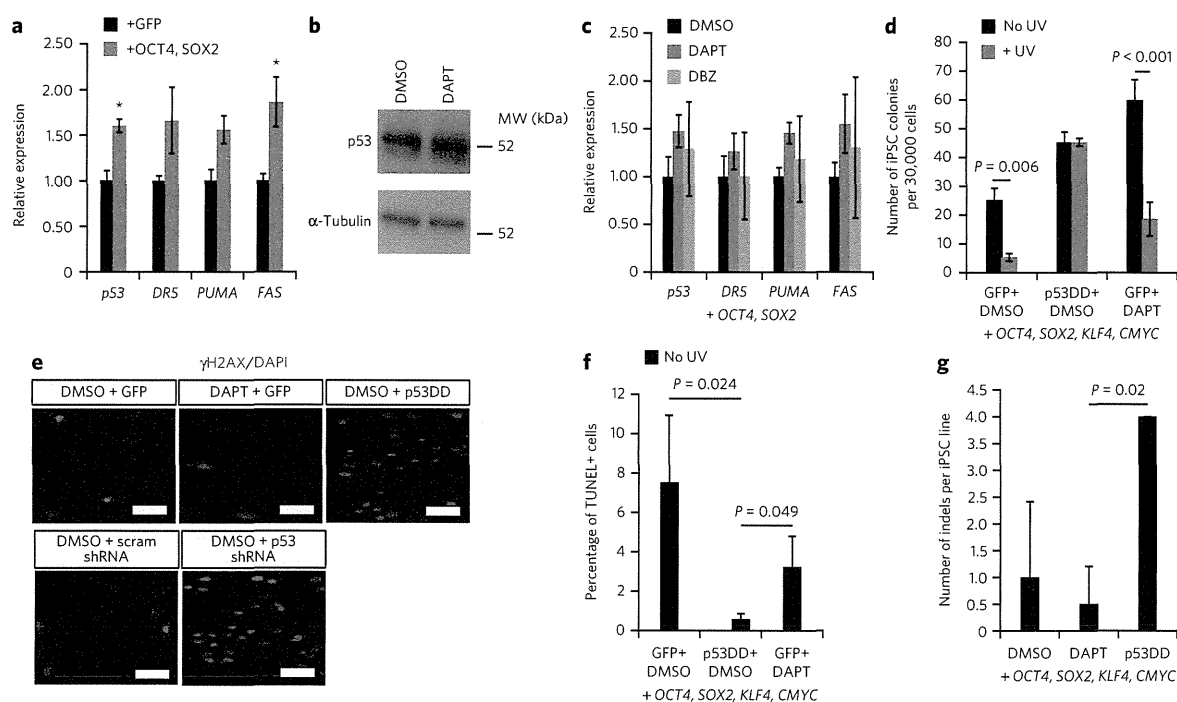 a
+GFP
+OCT4, SOX2
Relative expression
2.50
2.00
1.50
1.00
0.50
0
*
*
p53
DR5
PUMA
FAS
b
DMSO
DAPT
MW (kDa)
p53
52
α-Tubulin
52
c
DMSO
DAPT
DBZ
Relative expression
2.50
2.00
1.50
1.00
0.50
0
p53
DR5
PUMA
FAS
+ OCT4, SOX2
d
No UV
+ UV
Number of iPSC colonies
per 30,000 cells
80
70
60
50
40
30
20
10
0
P = 0.006
P < 0.001
GFP+
DMSO
p53DD+
DMSO
GFP+
DAPT
+ OCT4, SOX2, KLF4, CMYC
e
γH2AX/DAPI
DMSO + GFP
DAPT + GFP
DMSO + p53DD
DMSO + scram
shRNA
DMSO + p53
shRNA
f
No UV
Percentage of TUNEL+ cells
12
10
8
6
4
2
0
P = 0.024
P = 0.049
GFP+
DMSO
p53DD+
DMSO
GFP+
DAPT
+ OCT4, SOX2, KLF4, CMYC
g
Number of indels per iPSC line
4.5
4.0
3.5
3.0
2.5
2.0
1.5
1.0
0.5
0
P = 0.02
DMSO
DAPT
p53DD
+ OCT4, SOX2, KLF4, CMYC